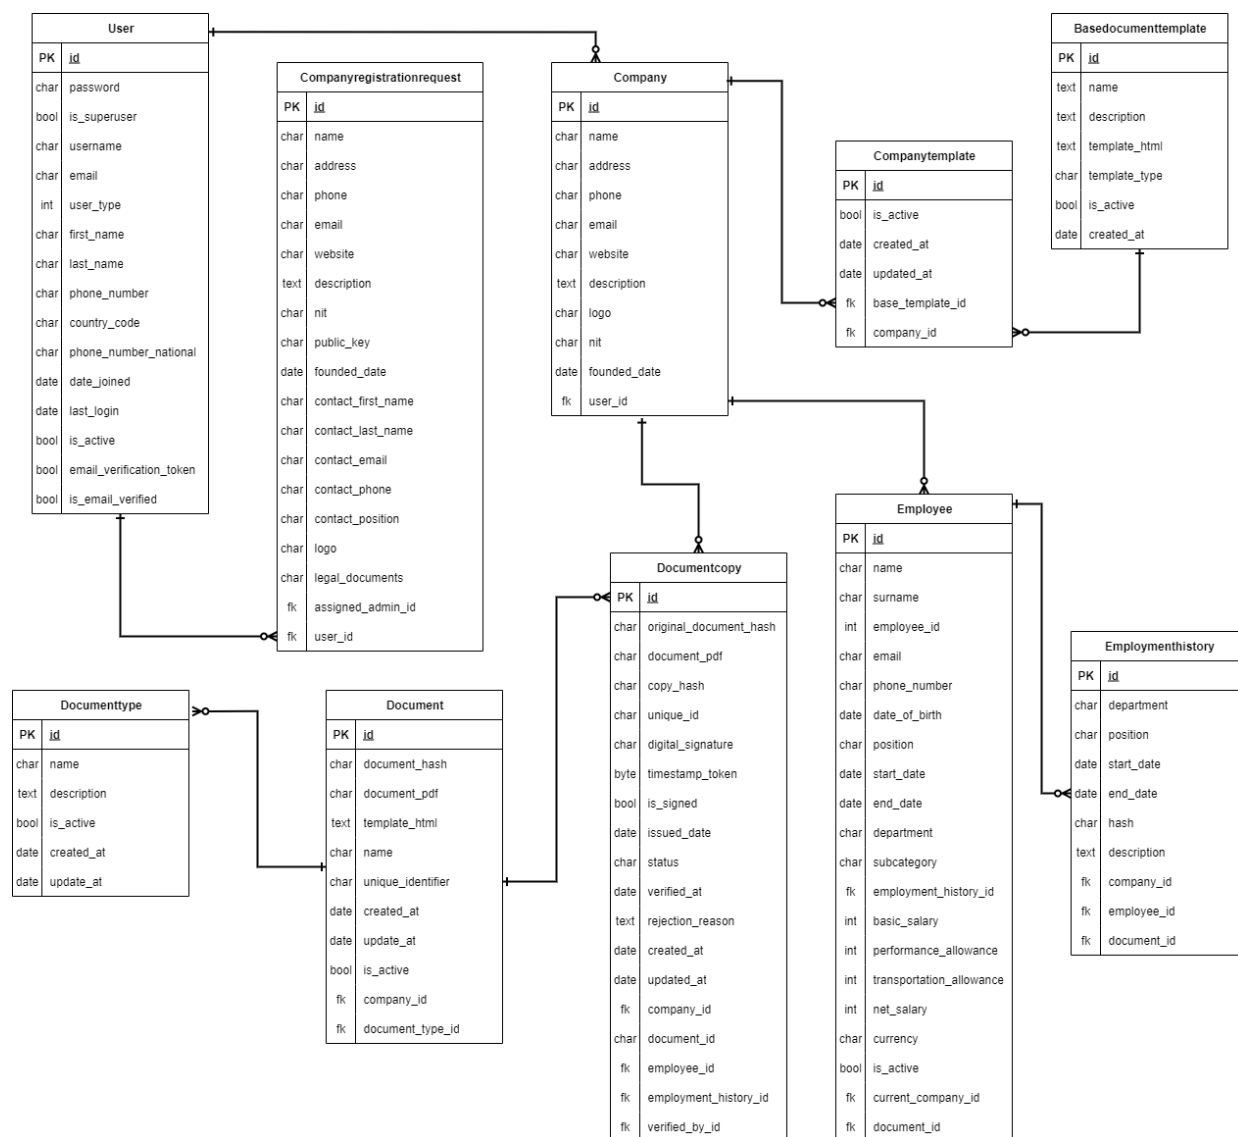 User
PK id
char password
bool is_superuser
char username
char email
int user_type
char first_name
char last_name
char phone_number
char country_code
char phone_number_national
date date_joined
date last_login
bool is_active
bool email_verification_token
bool is_email_verified
Companyregistrationrequest
PK id
char name
char address
char phone
char email
char website
text description
char nit
char public_key
date founded_date
char contact_first_name
char contact_last_name
char contact_email
char contact_phone
char contact_position
char logo
char legal_documents
fk assigned_admin_id
fk user_id
Company
PK id
char name
char address
char phone
char email
char website
text description
char logo
char nit
date founded_date
fk user_id
Companytemplate
PK id
bool is_active
date created_at
date updated_at
fk base_template_id
fk company_id
Basedocumenttemplate
PK id
text name
text description
text template_html
char template_type
bool is_active
date created_at
Documenttype
PK id
char name
text description
bool is_active
date created_at
date update_at
Document
PK id
char document_hash
char document_pdf
text template_html
char name
char unique_identifier
date created_at
date update_at
bool is_active
fk company_id
fk document_type_id
Documentcopy
PK id
char original_document_hash
char document_pdf
char copy_hash
char unique_id
char digital_signature
byte timestamp_token
bool is_signed
date issued_date
char status
date verified_at
text rejection_reason
date created_at
date updated_at
fk company_id
char document_id
fk employee_id
fk employment_history_id
fk verified_by_id
Employee
PK id
char name
char surname
int employee_id
char email
char phone_number
date date_of_birth
char position
date start_date
date end_date
char department
char subcategory
fk employment_history_id
int basic_salary
int performance_allowance
int transportation_allowance
int net_salary
char currency
bool is_active
fk current_company_id
fk document_id
Employmenthistory
PK id
char department
char position
date start_date
date end_date
char hash
text description
fk company_id
fk employee_id
fk document_id